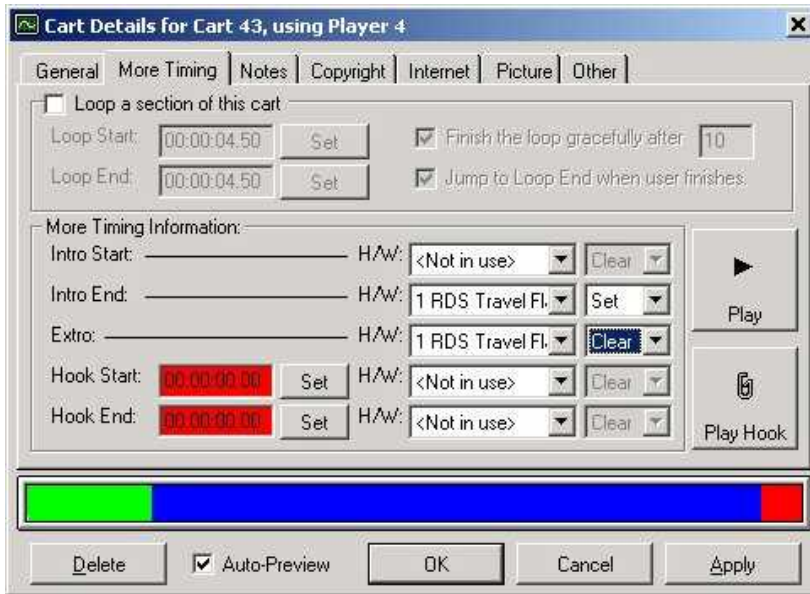 Cart Details for Cart 43, using Player 4
General More Timing Notes Copyright Internet Picture Other
Loop a section of this cart
Loop Start: 00:00:04.50 Set Finish the loop gracefully after 10
Loop End: 00:00:04.50 Set Jump to Loop End when user finishes.
More Timing Information:
Intro Start: H/W: <Not in use> Clear
Intro End: H/W: 1 RDS Travel Fl Set
Extro: H/W: 1 RDS Travel Fl Clear
Hook Start: 00:00:00.00 Set H/W: <Not in use> Clear
Hook End: 00:00:00.00 Set H/W: <Not in use> Clear
Play
Play Hook
Delete Auto-Preview OK Cancel Apply